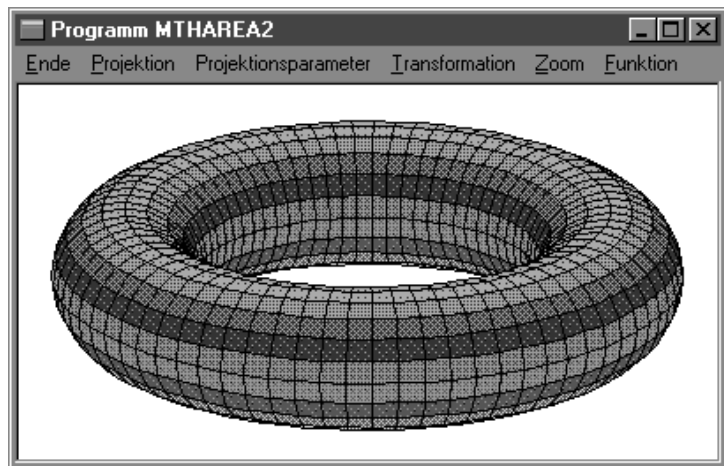 Programm MTHAREA2
Ende Projektion Projektionsparameter Transformation Zoom Funktion